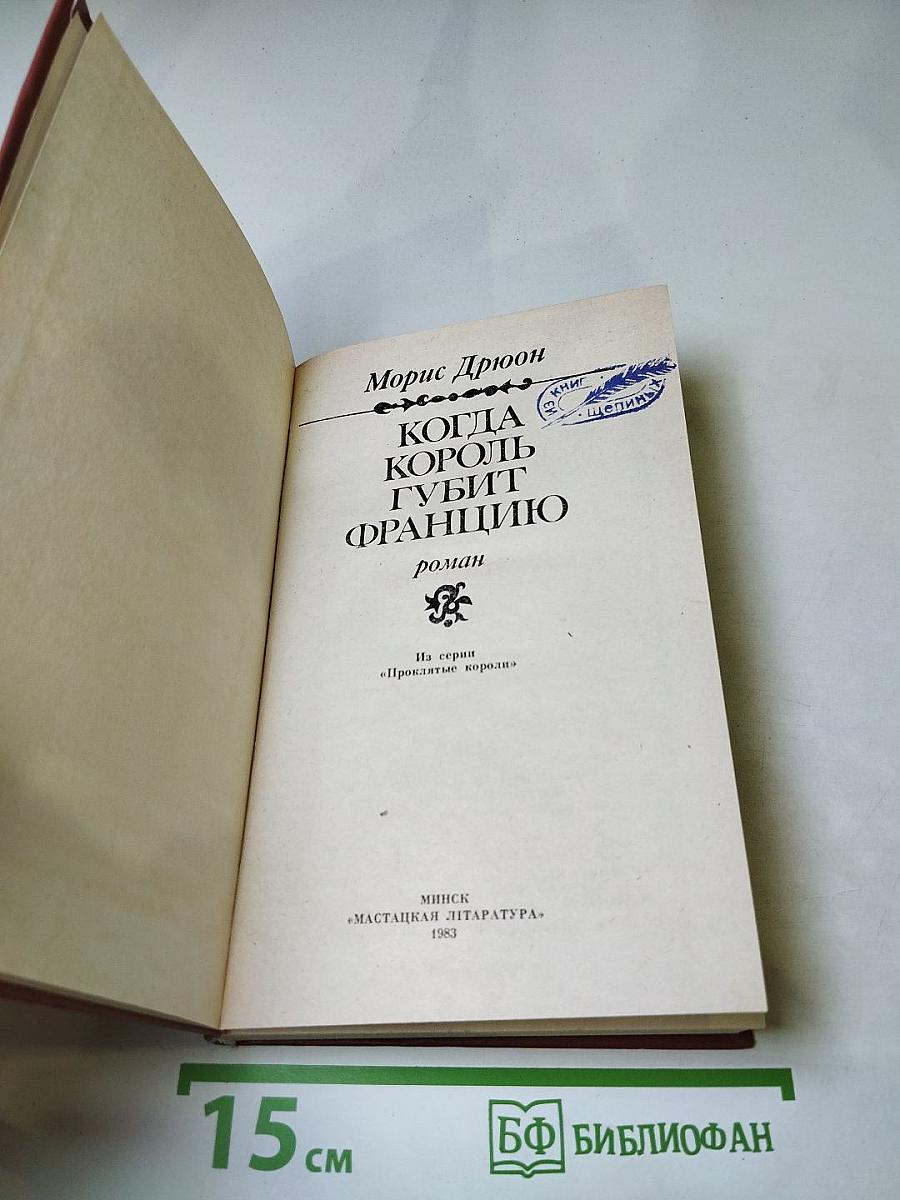 Морис Дрюон
ИЗ КНИГ
ЩЕПИНЫХ
КОГДА
КОРОЛЬ
ГУБИТ
ФРАНЦИЮ
роман
Из серии
«Проклятые короли»
МИНСК
«МАСТАЦКАЯ ЛІТАРАТУРА»
1983
15 см
БФ БИБЛИОФАН